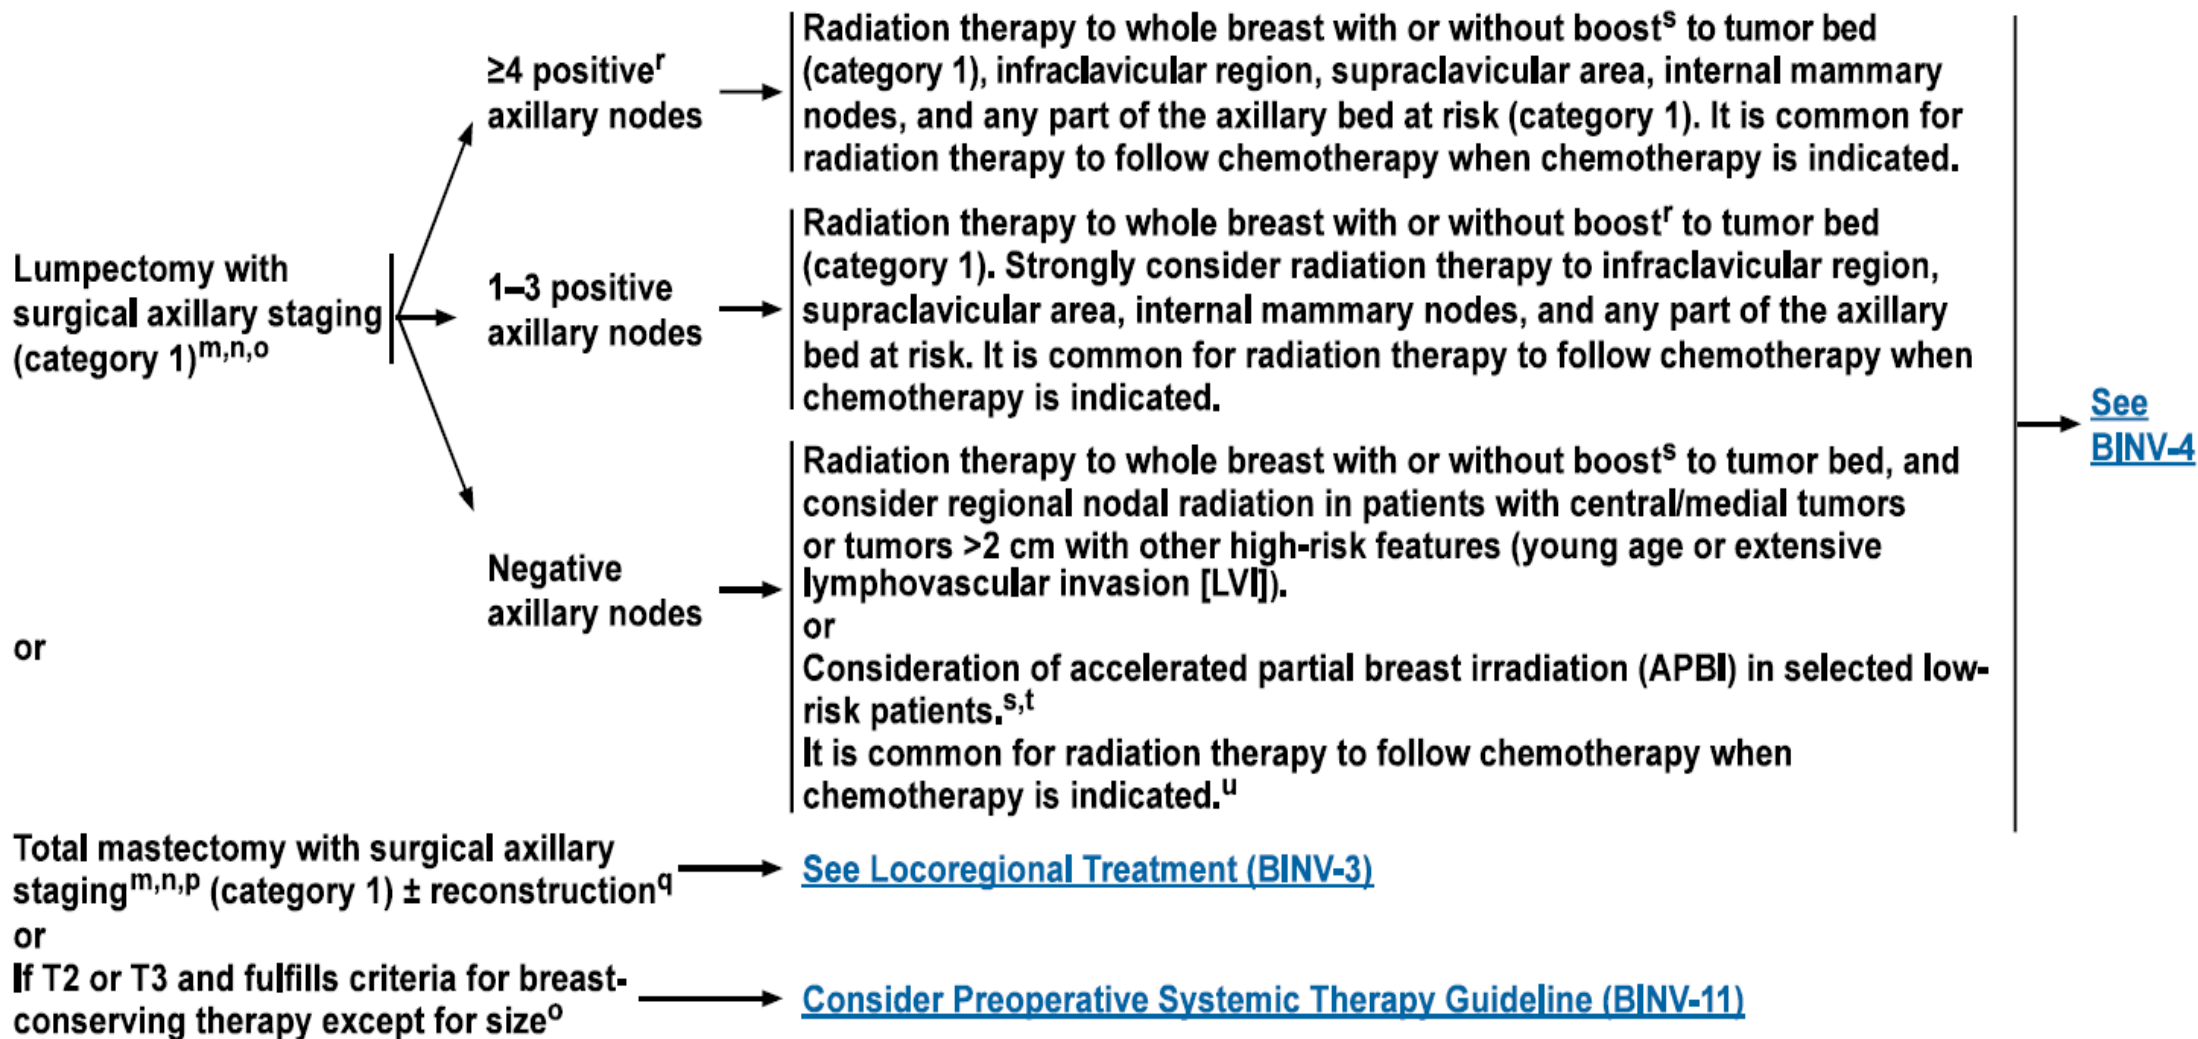 ≥4 positiveʳ
axillary nodes
Radiation therapy to whole breast with or without boostˢ to tumor bed
(category 1), infraclavicular region, supraclavicular area, internal mammary
nodes, and any part of the axillary bed at risk (category 1). It is common for
radiation therapy to follow chemotherapy when chemotherapy is indicated.
Lumpectomy with
surgical axillary staging
(category 1)ᵐ,ⁿ,ᵒ
1–3 positive
axillary nodes
Radiation therapy to whole breast with or without boostʳ to tumor bed
(category 1). Strongly consider radiation therapy to infraclavicular region,
supraclavicular area, internal mammary nodes, and any part of the axillary
bed at risk. It is common for radiation therapy to follow chemotherapy when
chemotherapy is indicated.
See
BINV-4
Negative
axillary nodes
Radiation therapy to whole breast with or without boostˢ to tumor bed, and
consider regional nodal radiation in patients with central/medial tumors
or tumors >2 cm with other high-risk features (young age or extensive
lymphovascular invasion [LVI]).
or
Consideration of accelerated partial breast irradiation (APBI) in selected low-
risk patients.ˢ,ᵗ
It is common for radiation therapy to follow chemotherapy when
chemotherapy is indicated.ᵘ
or
Total mastectomy with surgical axillary
stagingᵐ,ⁿ,ᵖ (category 1) ± reconstruction^q
See Locoregional Treatment (BINV-3)
or
If T2 or T3 and fulfills criteria for breast-
conserving therapy except for sizeᵒ
Consider Preoperative Systemic Therapy Guideline (BINV-11)